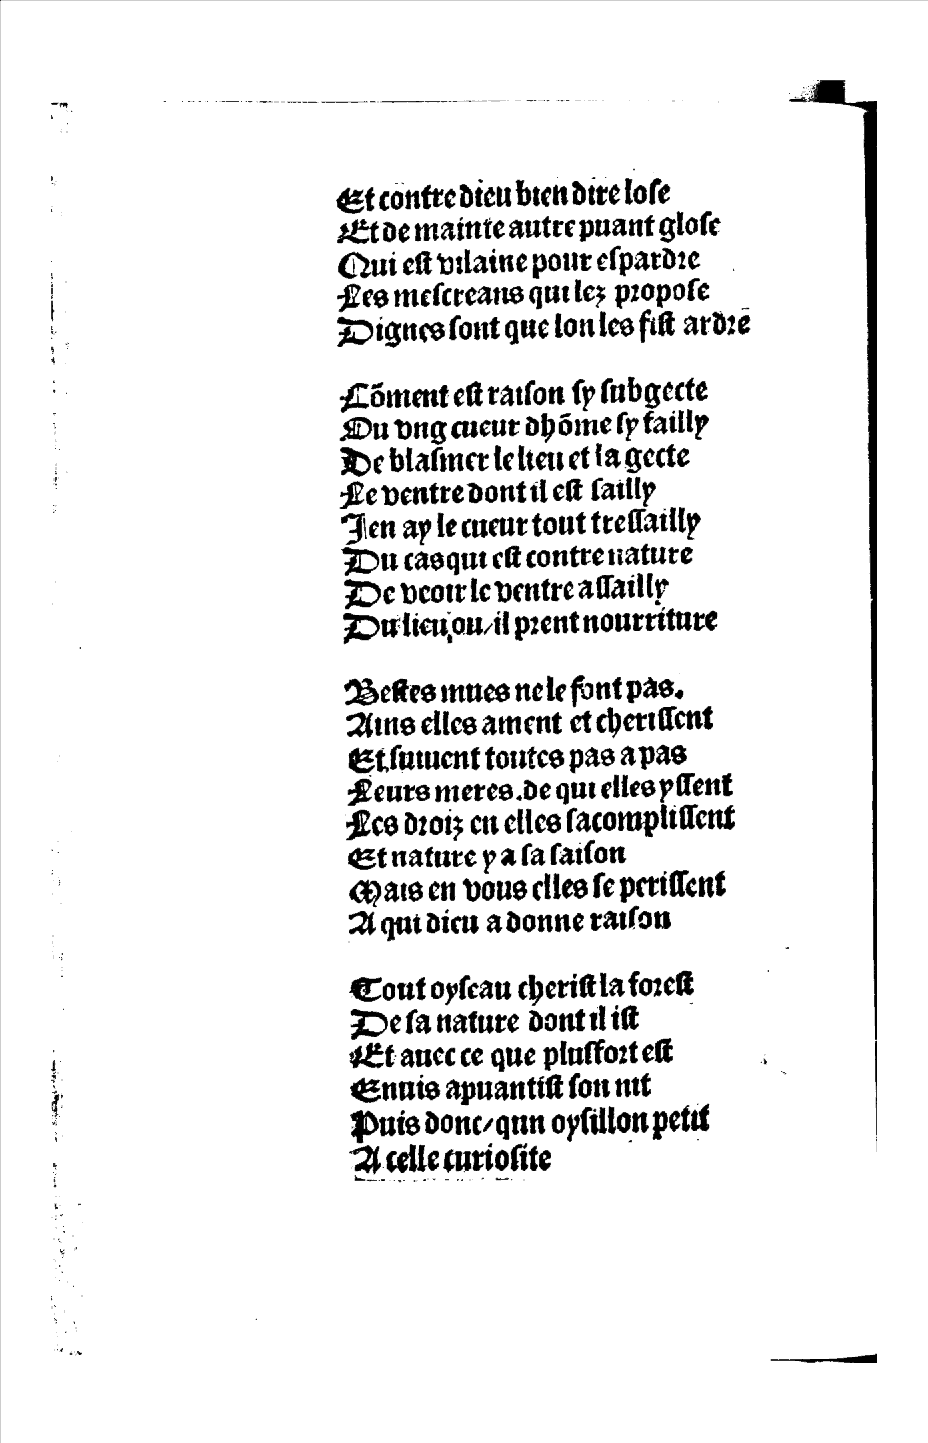 Et contre dieu bien dire lose
Et de mainte autre puant glose
Qui est vilaine pour espardre
Les mescreans qui lez propose
Dignes sont que lon les fist ardrē
Cõment est raison sy subgecte
Du vng cueur dhõme sy failly
De blasmer le lieu et la gecte
Le ventre dont il est sailly
Jen ay le cueur tout tressailly
Du cas qui est contre nature
De veoir le ventre assailly
Du lieu ou/il prent nourriture
Bestes mues ne le font pas.
Ains elles ament et cherissent
Et suiuent toutes pas a pas
Leurs meres.de qui elles yssent
Les droiz en elles sacomplissent
Et nature y a sa saison
Mais en vous elles se perissent
A qui dieu a donne raison
Tout oyseau cherist la forest
De sa nature dont il ist
Et auec ce que plusfort est
Enuis apuantist son nit
Puis donc/qun oysillon petit
A celle curiosite